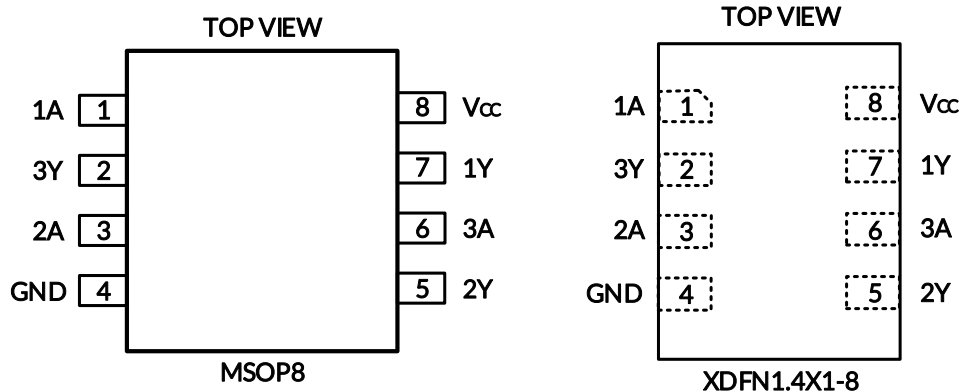 TOP VIEW
1A 1 8 VCC
3Y 2 7 1Y
2A 3 6 3A
GND 4 5 2Y
MSOP8
TOP VIEW
1A 1 8 VCC
3Y 2 7 1Y
2A 3 6 3A
GND 4 5 2Y
XDFN1.4X1-8